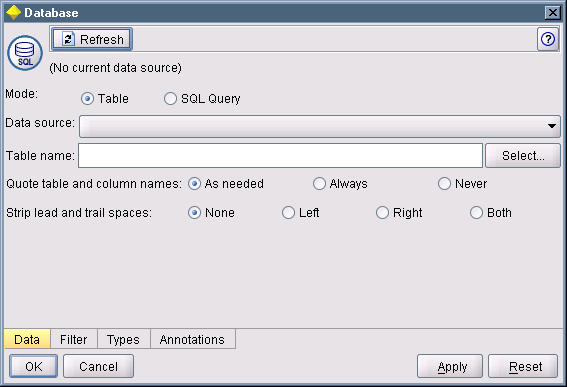 Database
Refresh
?
SQL
(No current data source)
Mode: Table SQL Query
Data source:
Table name: Select...
Quote table and column names: As needed Always Never
Strip lead and trail spaces: None Left Right Both
Data Filter Types Annotations
OK Cancel Apply Reset